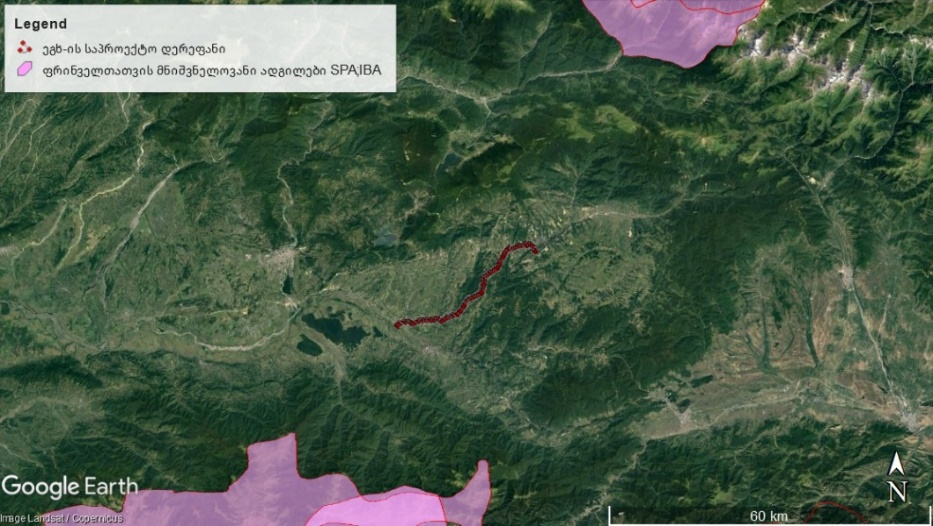 Legend
ეგხ-ის საპროექტო დერეფანი
ფრინველთათვის მნიშვნელოვანი ადგილები SPA;IBA
Google Earth
Image Landsat / Copernicus
60 km
N